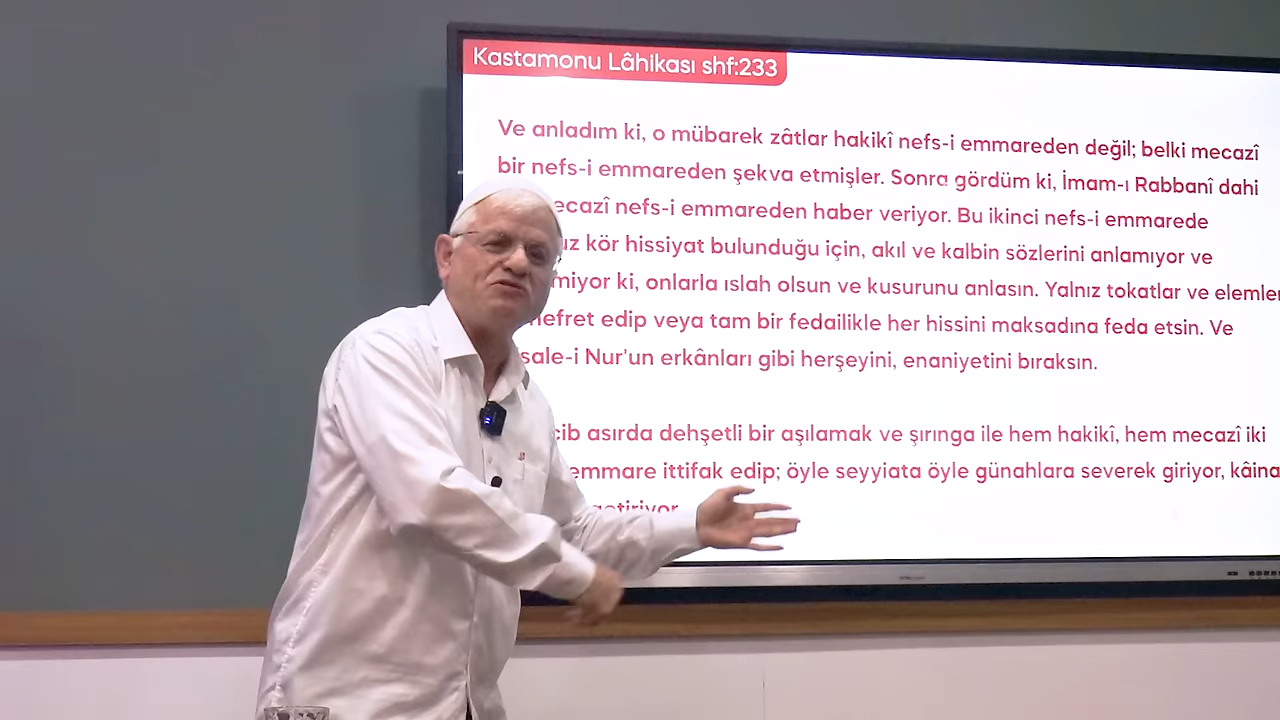 Kastamonu Lâhikası shf:233
Ve anladım ki, o mübarek zâtlar hakikî nefs-i emmareden değil; belki mecazî
bir nefs-i emmareden şekva etmişler. Sonra gördüm ki, İmam-ı Rabbanî dahi
ecazî nefs-i emmareden haber veriyor. Bu ikinci nefs-i emmarede
uz kör hissiyat bulunduğu için, akıl ve kalbin sözlerini anlamıyor ve
miyor ki, onlarla ıslah olsun ve kusurunu anlasın. Yalnız tokatlar ve elemler
nefret edip veya tam bir fedailikle her hissini maksadına feda etsin. Ve
sale-i Nur'un erkânları gibi herşeyini, enaniyetini bıraksın.
cib asırda dehşetli bir aşılamak ve şırınga ile hem hakikî, hem mecazî iki
emmare ittifak edip; öyle seyyiata öyle günahlara severek giriyor, kâina
getiriyor